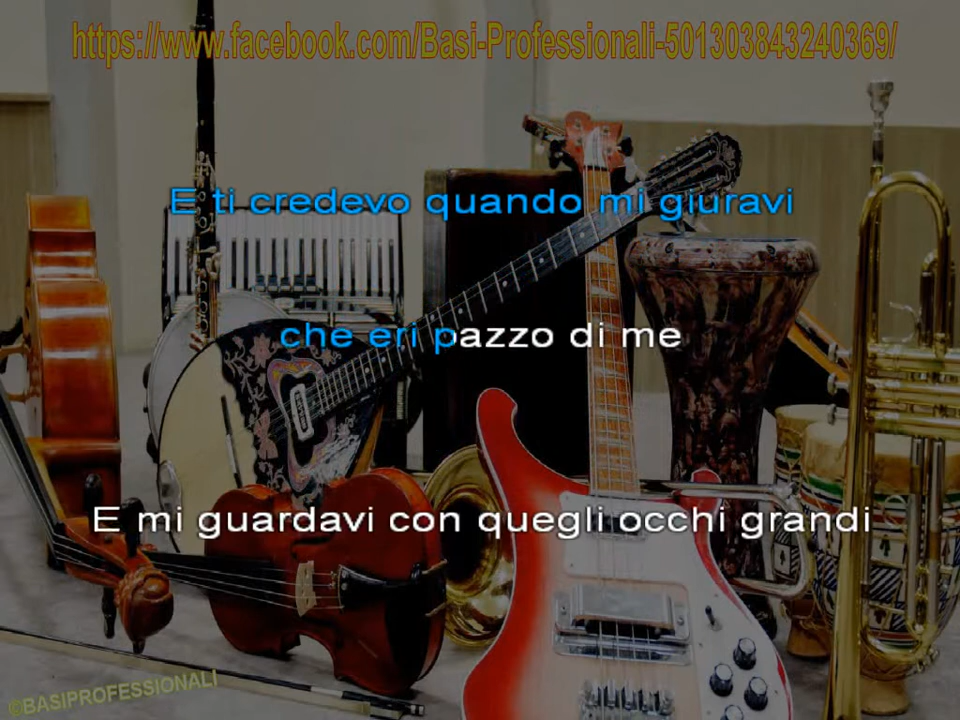 https://www.facebook.com/Basi-Professionali-501303843240369/
E ti credevo quando mi giuravi
che eri pazzo di me
E mi guardavi con quegli occhi grandi
©BASIPROFESSIONALI